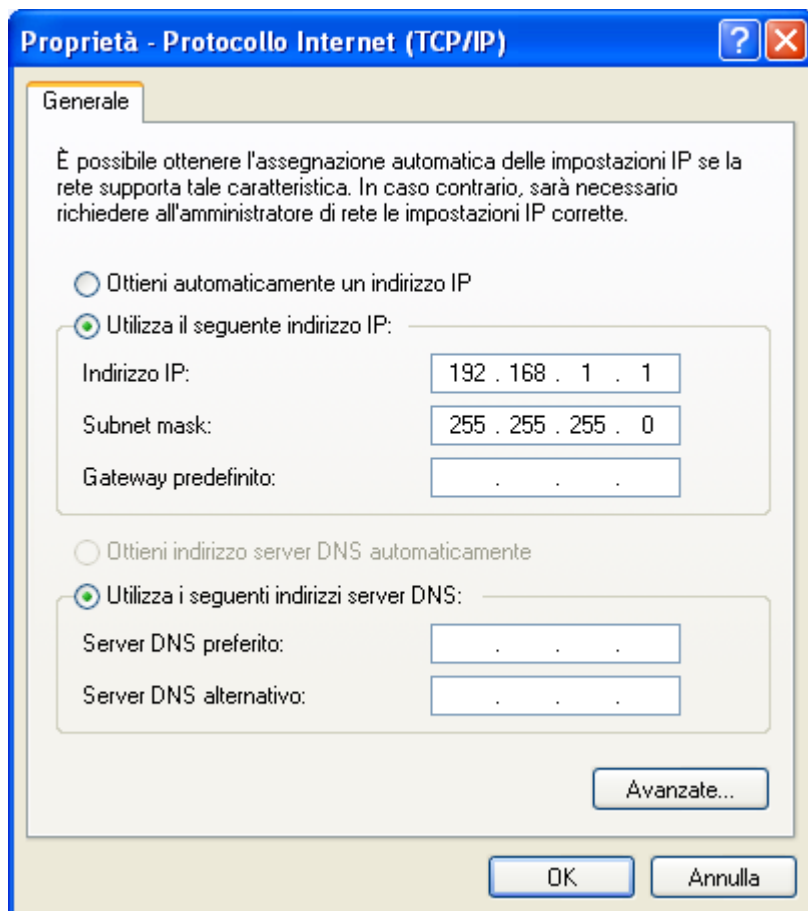 Proprietà - Protocollo Internet (TCP/IP)
Generale
È possibile ottenere l'assegnazione automatica delle impostazioni IP se la
rete supporta tale caratteristica. In caso contrario, sarà necessario
richiedere all'amministratore di rete le impostazioni IP corrette.
Ottieni automaticamente un indirizzo IP
Utilizza il seguente indirizzo IP:
Indirizzo IP: 192 . 168 . 1 . 1
Subnet mask: 255 . 255 . 255 . 0
Gateway predefinito: . . .
Ottieni indirizzo server DNS automaticamente
Utilizza i seguenti indirizzi server DNS:
Server DNS preferito: . . .
Server DNS alternativo: . . .
Avanzate...
OK Annulla